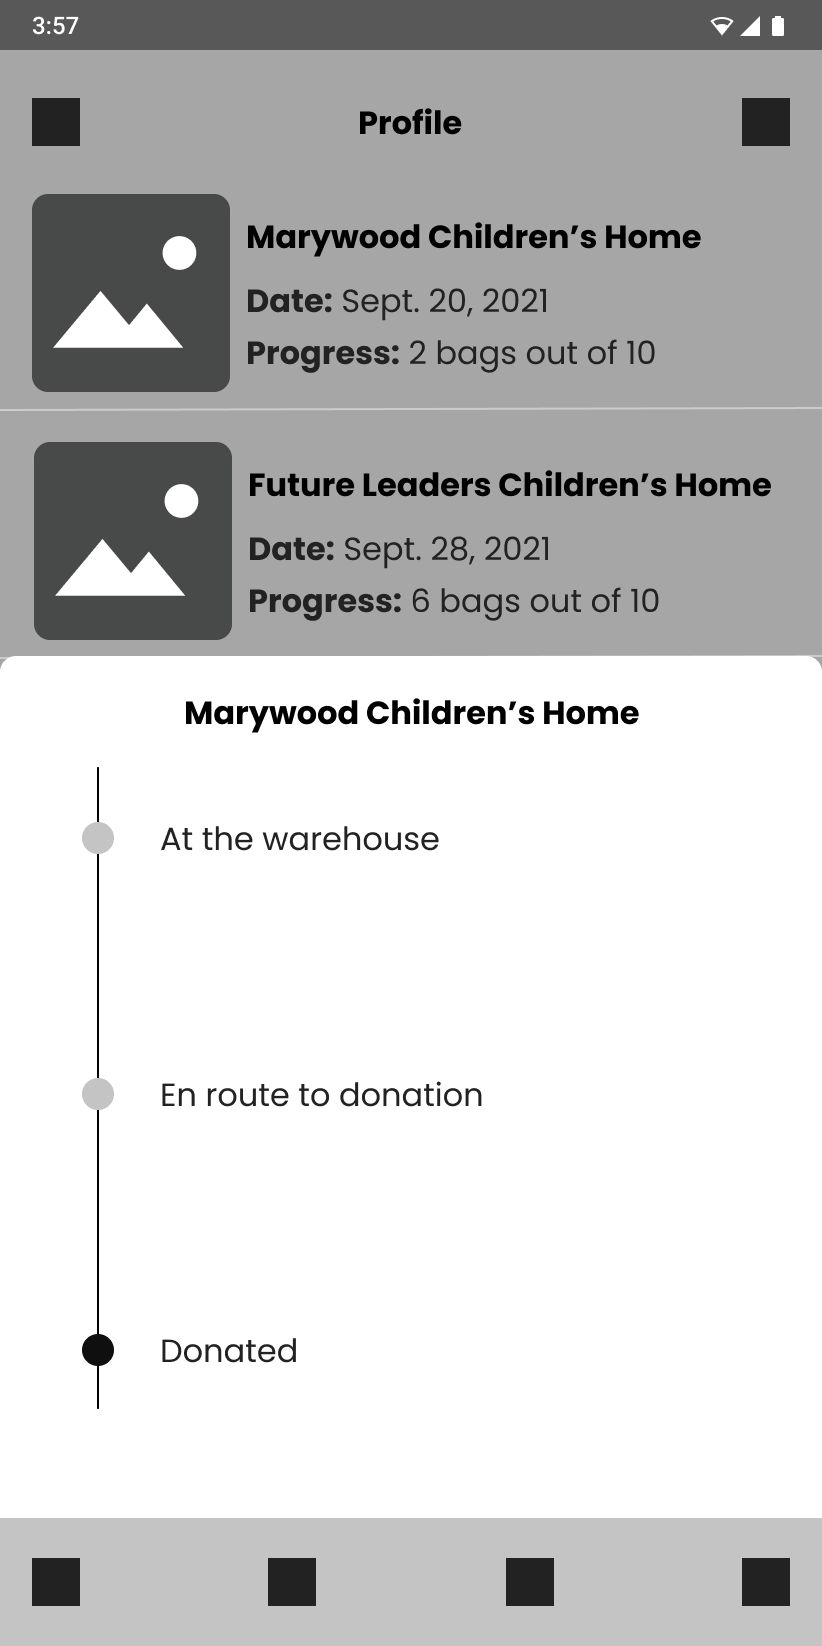 3:57
Profile
Marywood Children’s Home
Date: Sept. 20, 2021
Progress: 2 bags out of 10
Future Leaders Children’s Home
Date: Sept. 28, 2021
Progress: 6 bags out of 10
Marywood Children’s Home
At the warehouse
En route to donation
Donated